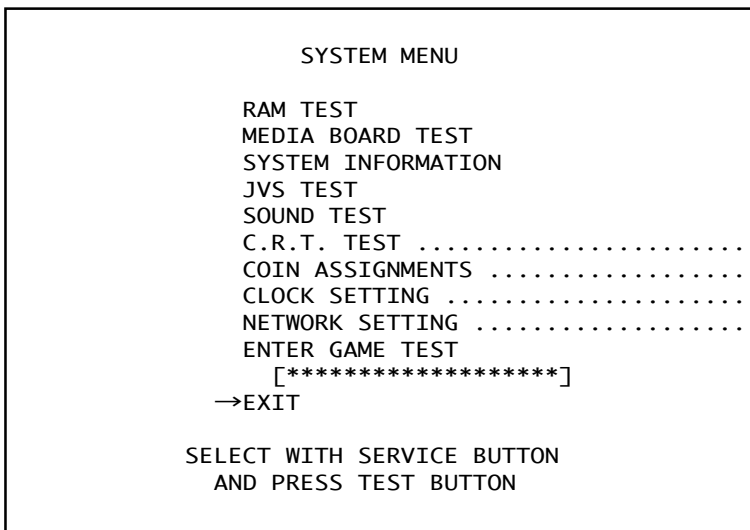 SYSTEM MENU
RAM TEST
MEDIA BOARD TEST
SYSTEM INFORMATION
JVS TEST
SOUND TEST
C.R.T. TEST .......................
COIN ASSIGNMENTS ..................
CLOCK SETTING .....................
NETWORK SETTING ...................
ENTER GAME TEST
[*******************]
→EXIT
SELECT WITH SERVICE BUTTON
AND PRESS TEST BUTTON